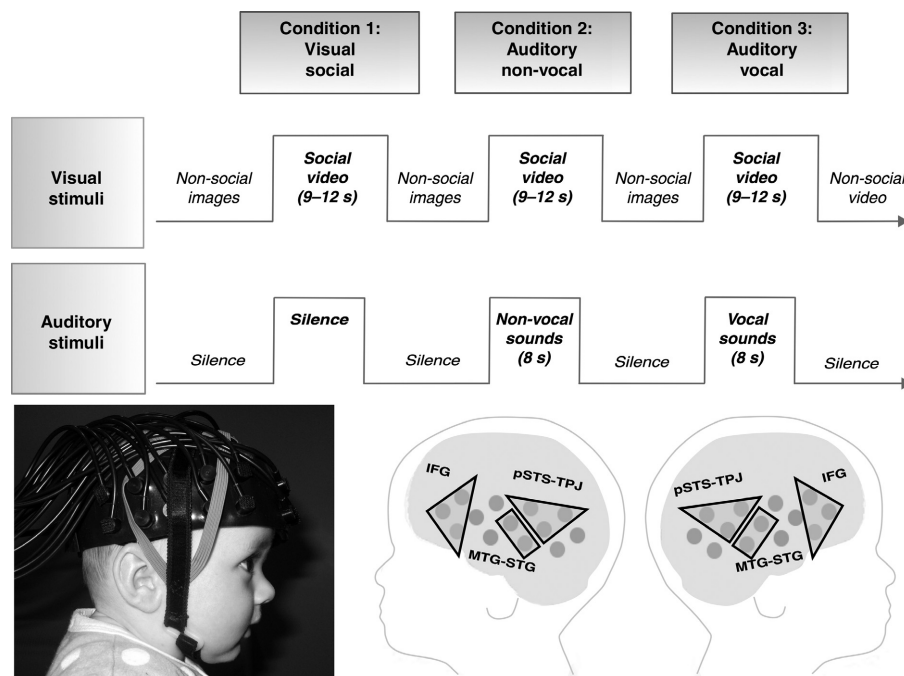 Condition 1:
Visual
social
Condition 2:
Auditory
non-vocal
Condition 3:
Auditory
vocal
Visual
stimuli
Non-social
images
Social
video
(9–12 s)
Non-social
images
Social
video
(9–12 s)
Non-social
images
Social
video
(9–12 s)
Non-social
video
Auditory
stimuli
Silence
Silence
Silence
Non-vocal
sounds
(8 s)
Silence
Vocal
sounds
(8 s)
Silence
IFG
pSTS-TPJ
MTG-STG
pSTS-TPJ
IFG
MTG-STG